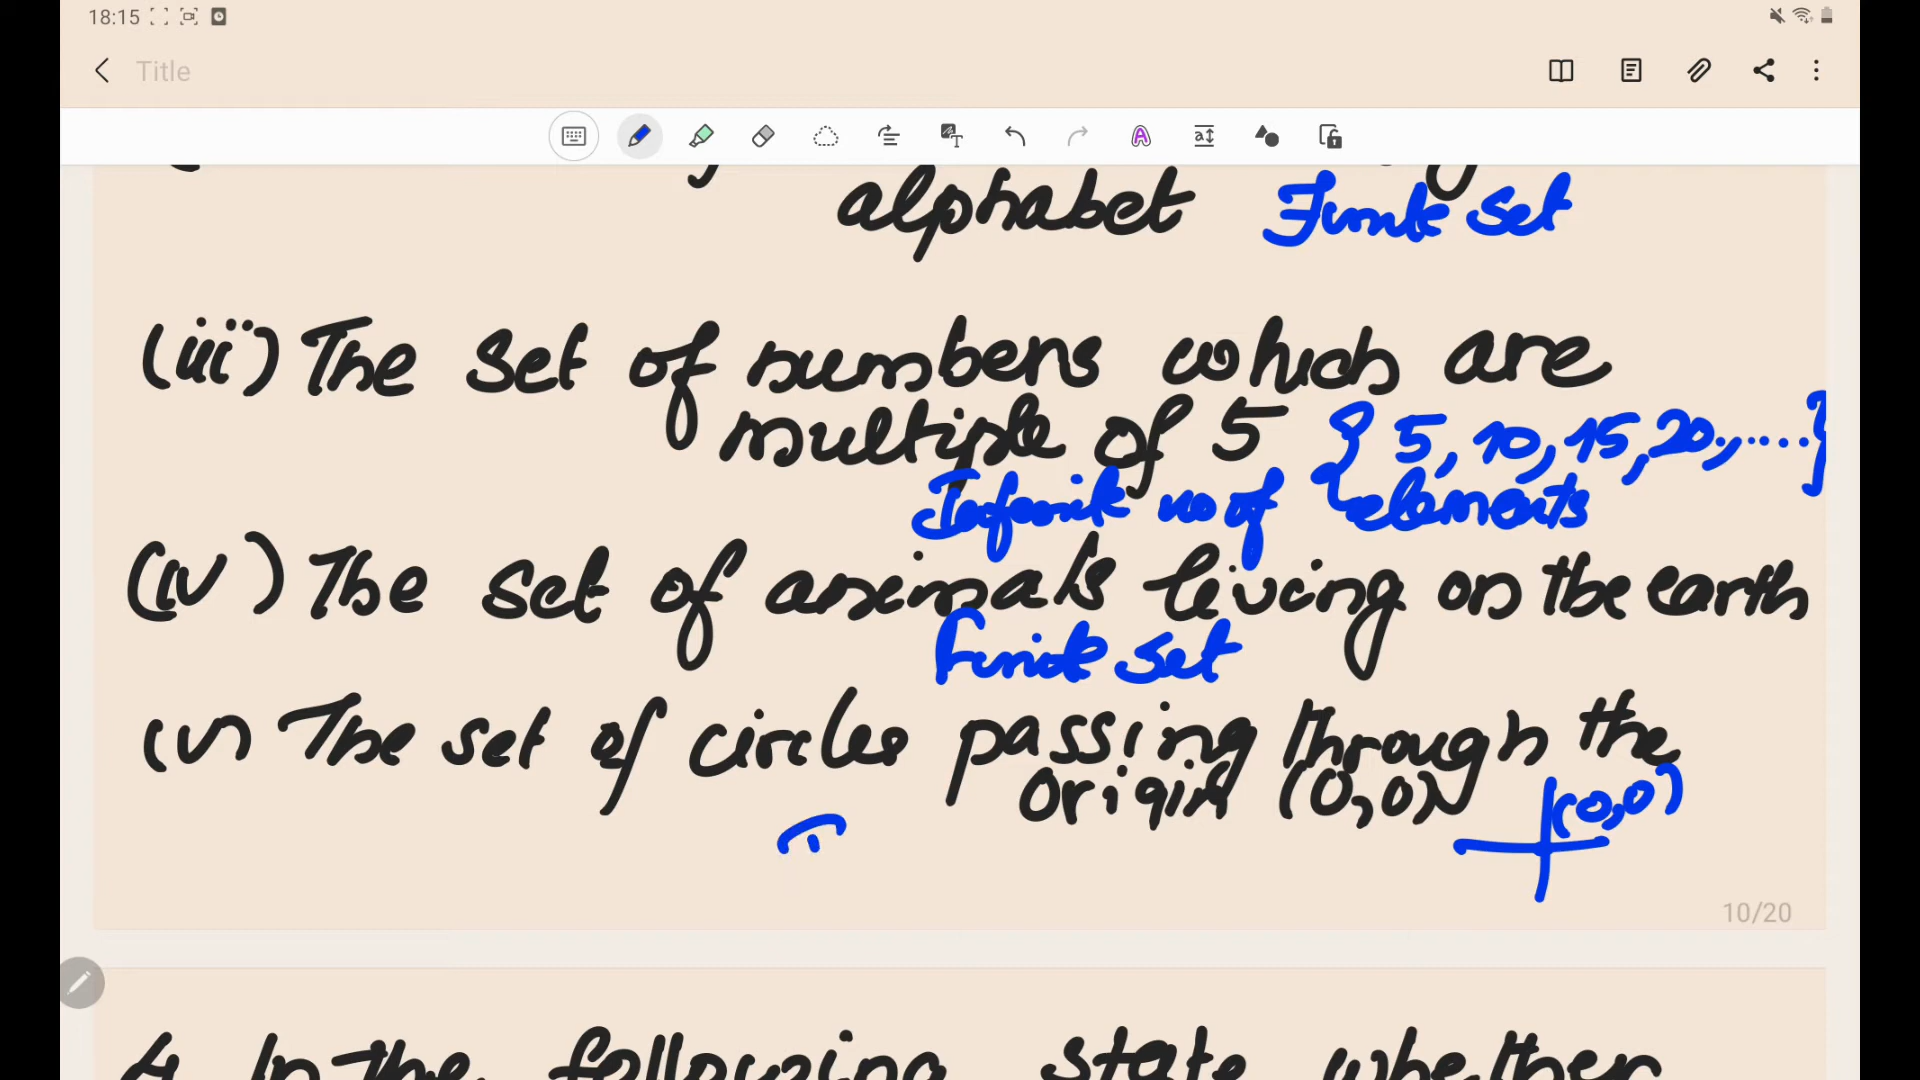 18:15
Title
alphabet Finite set
(iii) The set of numbers which are
multiple of 5 { 5, 10, 15, 20, ..... }
Infinite no of elements
(iv) The set of animals living on the earth
finite set
(v) The set of circles passing through the
origin (0,0)
(0,0)
10/20
4. In the following state whether